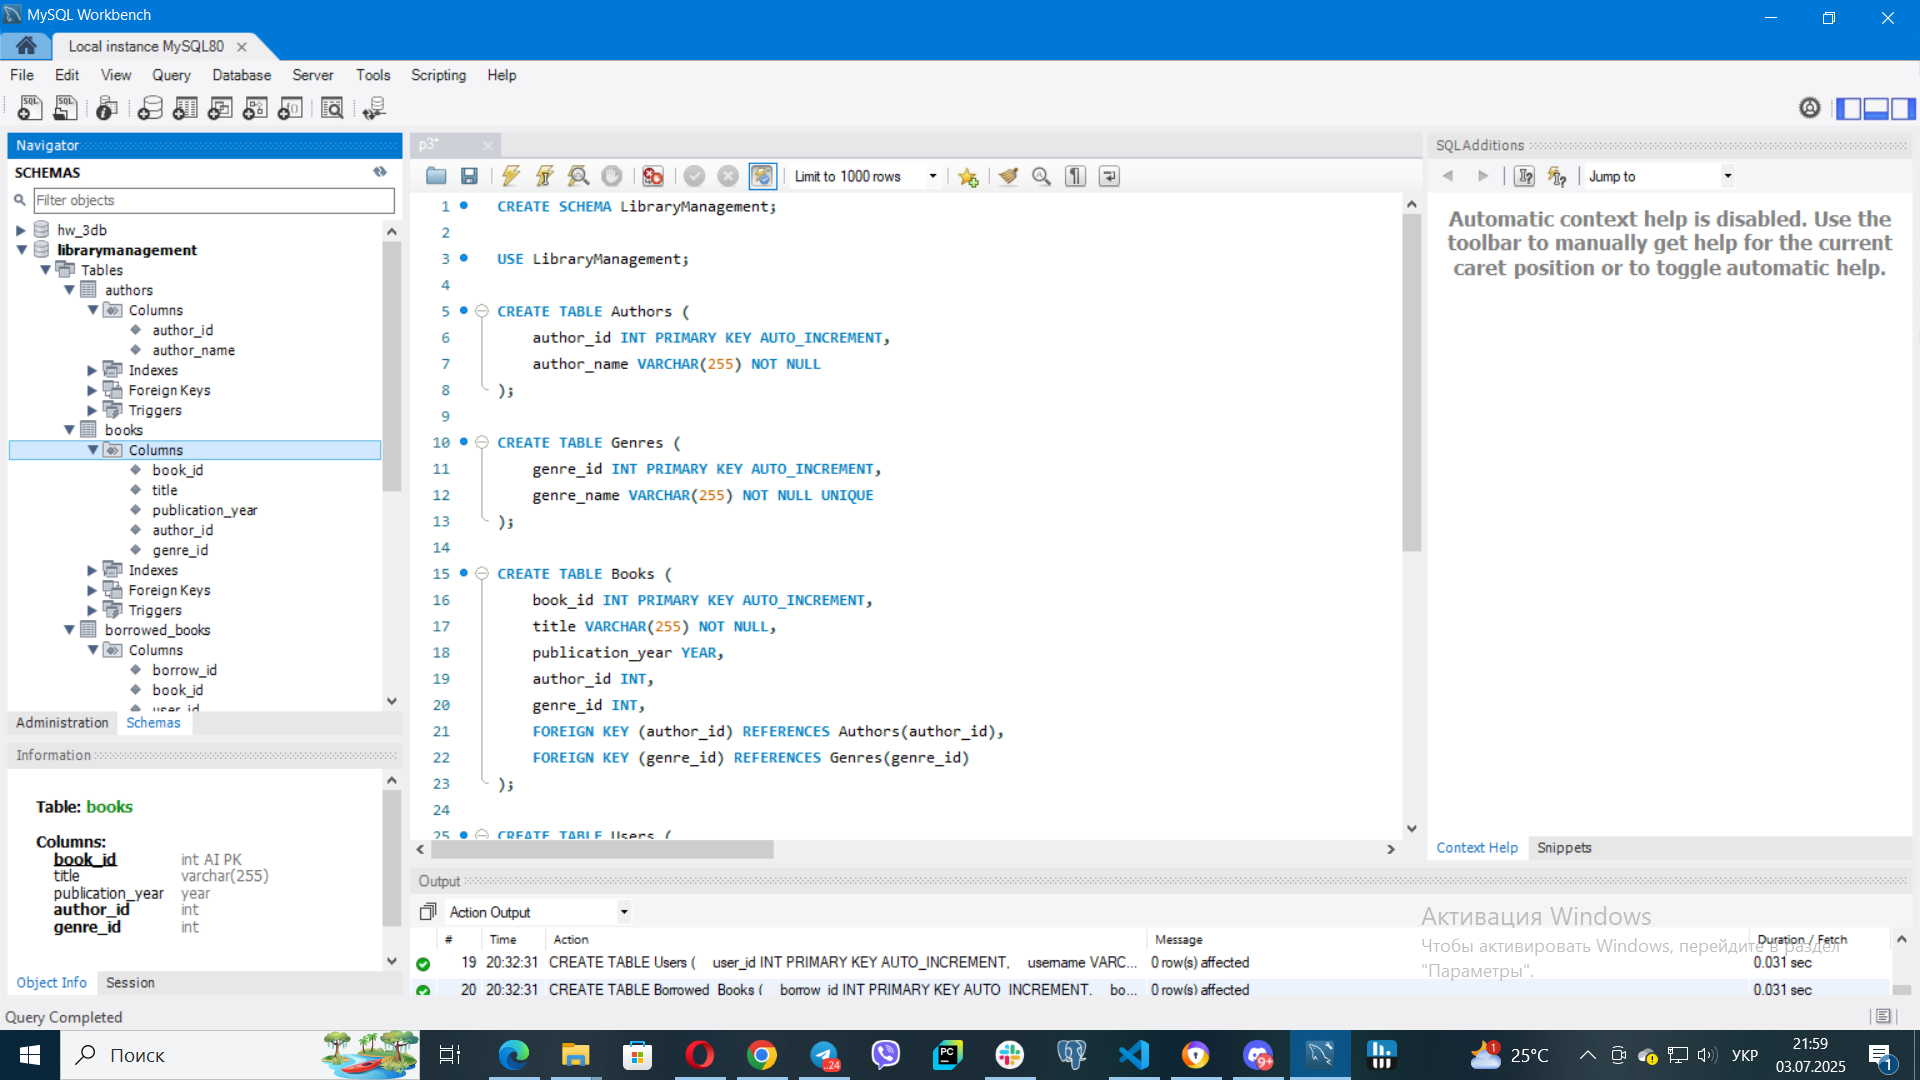 MySQL Workbench
Local instance MySQL80
File Edit View Query Database Server Tools Scripting Help
Navigator
SCHEMAS
Filter objects
hw_3db
librarymanagement
Tables
authors
Columns
author_id
author_name
Indexes
Foreign Keys
Triggers
books
Columns
book_id
title
publication_year
author_id
genre_id
Indexes
Foreign Keys
Triggers
borrowed_books
Columns
borrow_id
book_id
user_id
Administration Schemas
Information
Table: books
Columns:
book_id int AI PK
title varchar(255)
publication_year year
author_id int
genre_id int
Object Info Session
Query Completed
p3*
Limit to 1000 rows
1 CREATE SCHEMA LibraryManagement;
2
3 USE LibraryManagement;
4
5 CREATE TABLE Authors (
6 author_id INT PRIMARY KEY AUTO_INCREMENT,
7 author_name VARCHAR(255) NOT NULL
8 );
9
10 CREATE TABLE Genres (
11 genre_id INT PRIMARY KEY AUTO_INCREMENT,
12 genre_name VARCHAR(255) NOT NULL UNIQUE
13 );
14
15 CREATE TABLE Books (
16 book_id INT PRIMARY KEY AUTO_INCREMENT,
17 title VARCHAR(255) NOT NULL,
18 publication_year YEAR,
19 author_id INT,
20 genre_id INT,
21 FOREIGN KEY (author_id) REFERENCES Authors(author_id),
22 FOREIGN KEY (genre_id) REFERENCES Genres(genre_id)
23 );
24
25 CREATE TABLE Users (
SQLAdditions
Jump to
Automatic context help is disabled. Use the
toolbar to manually get help for the current
caret position or to toggle automatic help.
Context Help Snippets
Output
Action Output
# Time Action Message Duration / Fetch
19 20:32:31 CREATE TABLE Users ( user_id INT PRIMARY KEY AUTO_INCREMENT, username VARC... 0 row(s) affected 0.031 sec
20 20:32:31 CREATE TABLE Borrowed_Books ( borrow_id INT PRIMARY KEY AUTO_INCREMENT, bo... 0 row(s) affected 0.031 sec
Активация Windows
Чтобы активировать Windows, перейдите в раздел
"Параметры".
Поиск
..24
9+
1
25°C
УКР
21:59
03.07.2025
1